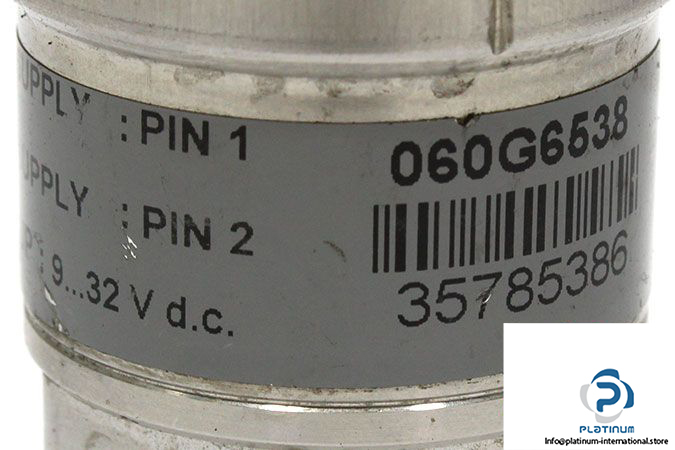 UPPLY : PIN 1
UPPLY : PIN 2
9...32 V d.c.
060G6538
35785386
PLATINUM
Info@platinum-international.store